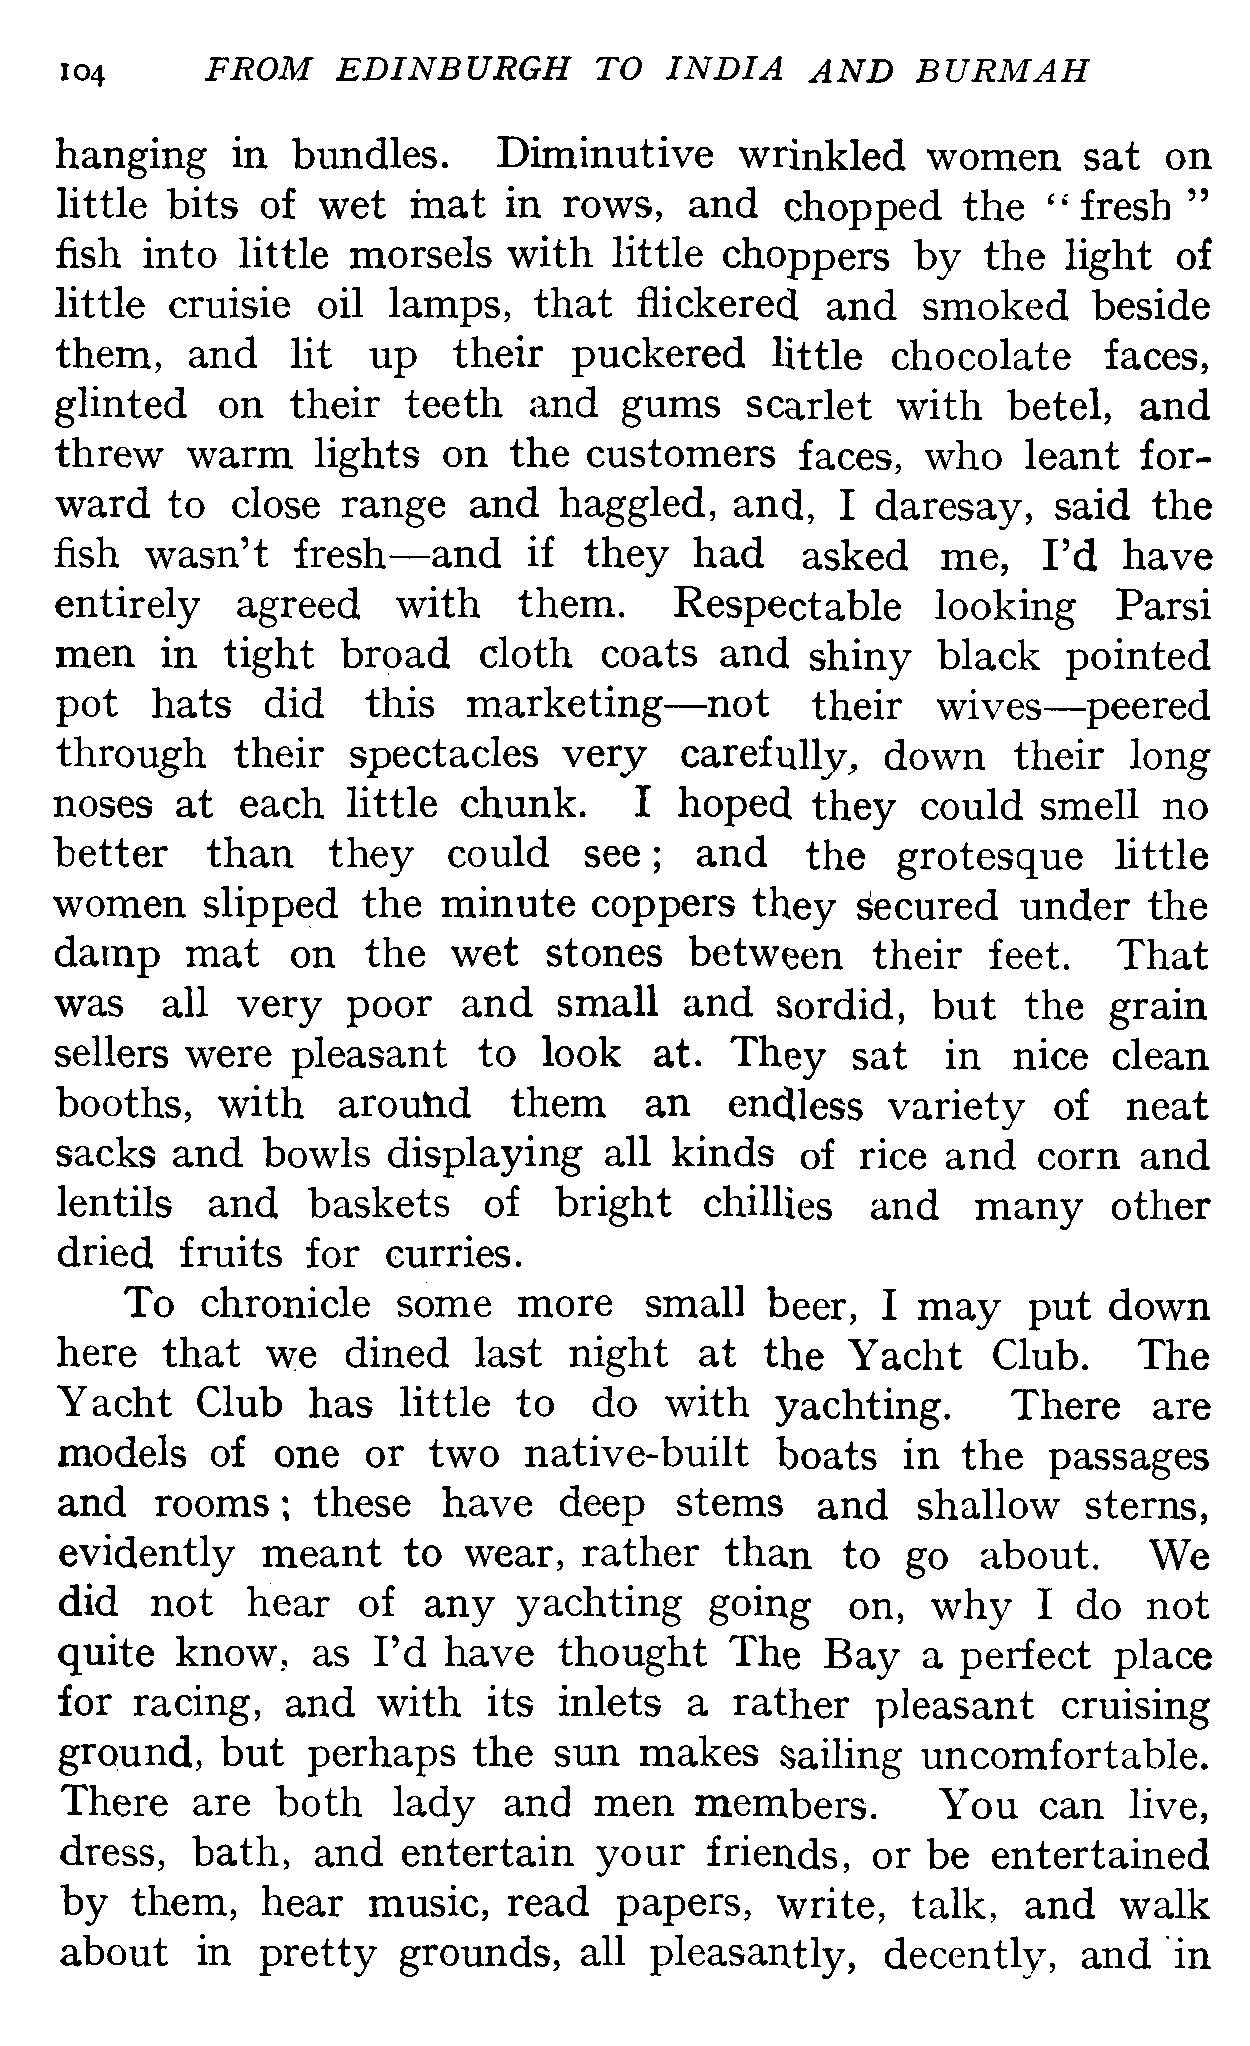 104 FROM EDINBURGH TO INDIA AND BURMAH
hanging in bundles. Diminutive wrinkled women sat on
little bits of wet mat in rows, and chopped the “fresh”
fish into little morsels with little choppers by the light of
little cruisie oil lamps, that flickered and smoked beside
them, and lit up their puckered little chocolate faces,
glinted on their teeth and gums scarlet with betel, and
threw warm lights on the customers faces, who leant for-
ward to close range and haggled, and, I daresay, said the
fish wasn’t fresh—and if they had asked me, I’d have
entirely agreed with them. Respectable looking Parsi
men in tight broad cloth coats and shiny black pointed
pot hats did this marketing—not their wives—peered
through their spectacles very carefully, down their long
noses at each little chunk. I hoped they could smell no
better than they could see; and the grotesque little
women slipped the minute coppers they secured under the
damp mat on the wet stones between their feet. That
was all very poor and small and sordid, but the grain
sellers were pleasant to look at. They sat in nice clean
booths, with around them an endless variety of neat
sacks and bowls displaying all kinds of rice and corn and
lentils and baskets of bright chillies and many other
dried fruits for curries.
To chronicle some more small beer, I may put down
here that we dined last night at the Yacht Club. The
Yacht Club has little to do with yachting. There are
models of one or two native-built boats in the passages
and rooms; these have deep stems and shallow sterns,
evidently meant to wear, rather than to go about. We
did not hear of any yachting going on, why I do not
quite know, as I’d have thought The Bay a perfect place
for racing, and with its inlets a rather pleasant cruising
ground, but perhaps the sun makes sailing uncomfortable.
There are both lady and men members. You can live,
dress, bath, and entertain your friends, or be entertained
by them, hear music, read papers, write, talk, and walk
about in pretty grounds, all pleasantly, decently, and in